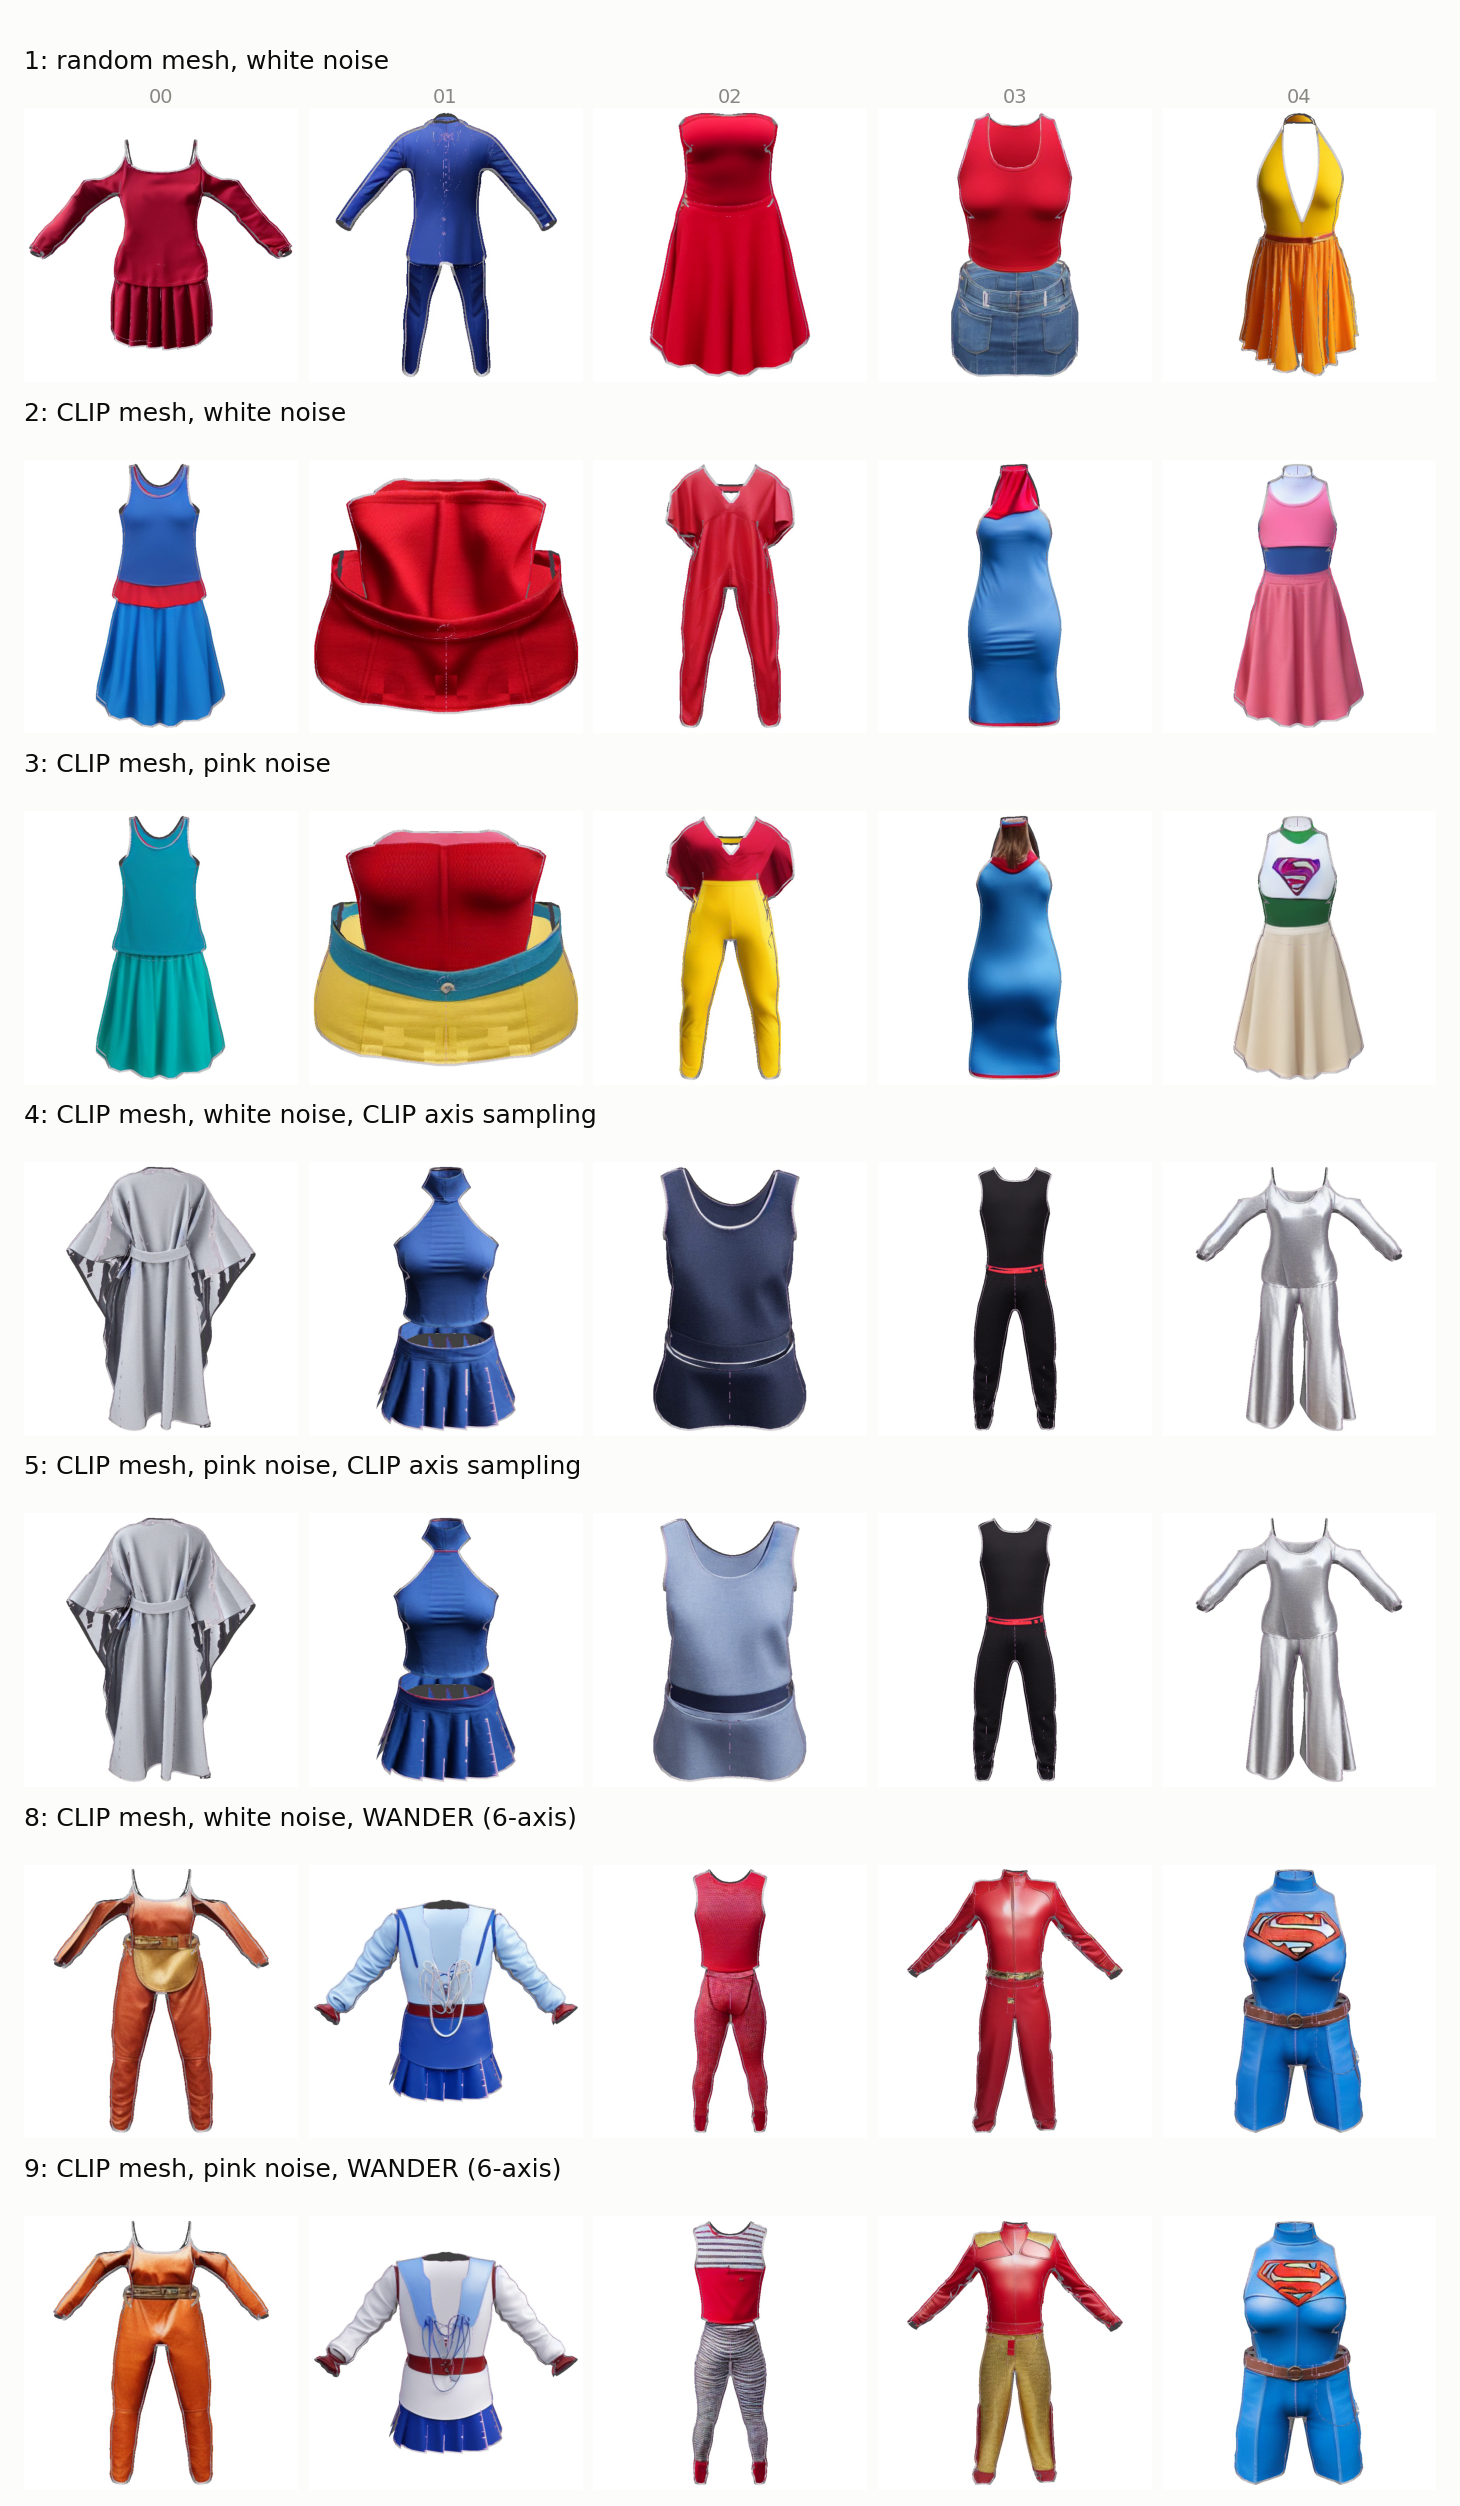 1: random mesh, white noise
00 01 02 03 04
2: CLIP mesh, white noise
3: CLIP mesh, pink noise
4: CLIP mesh, white noise, CLIP axis sampling
5: CLIP mesh, pink noise, CLIP axis sampling
8: CLIP mesh, white noise, WANDER (6-axis)
9: CLIP mesh, pink noise, WANDER (6-axis)